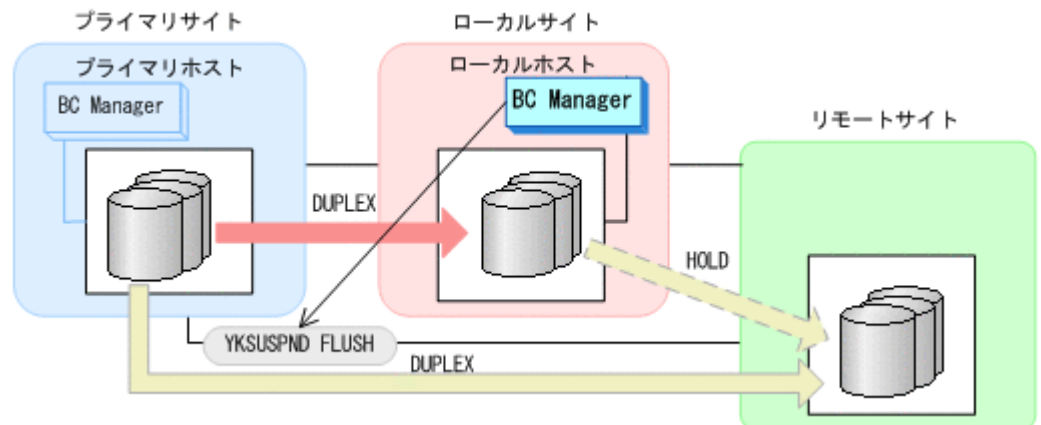 プライマリサイト
ローカルサイト
プライマリホスト
ローカルホスト
BC Manager
BC Manager
リモートサイト
DUPLEX
HOLD
YKSUSPND FLUSH
DUPLEX